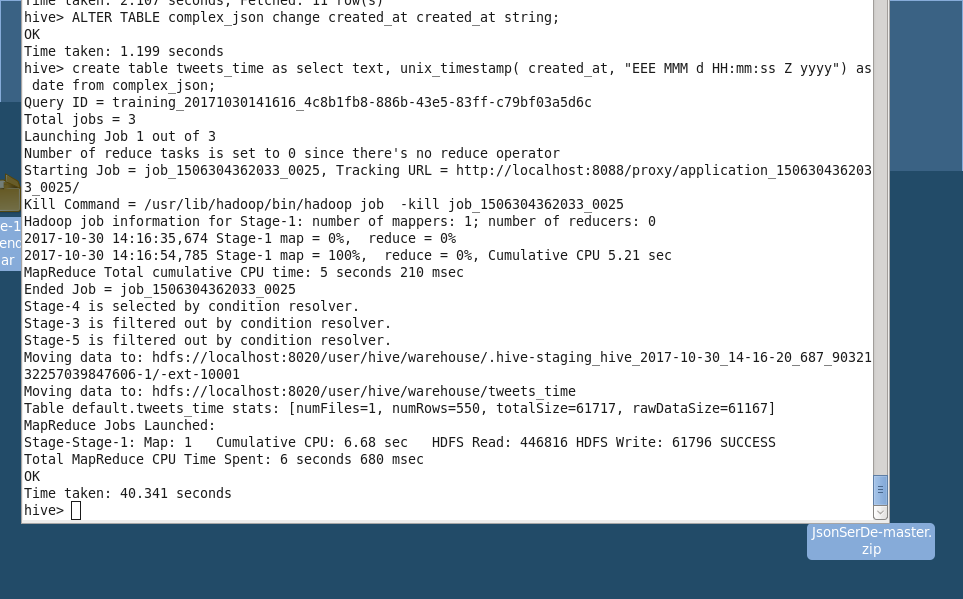 Time taken: 2.107 seconds, Fetched: 11 row(s)
hive> ALTER TABLE complex_json change created_at created_at string;
OK
Time taken: 1.199 seconds
hive> create table tweets_time as select text, unix_timestamp( created_at, "EEE MMM d HH:mm:ss Z yyyy") as
 date from complex_json;
Query ID = training_20171030141616_4c8b1fb8-886b-43e5-83ff-c79bf03a5d6c
Total jobs = 3
Launching Job 1 out of 3
Number of reduce tasks is set to 0 since there's no reduce operator
Starting Job = job_1506304362033_0025, Tracking URL = http://localhost:8088/proxy/application_150630436203
3_0025/
Kill Command = /usr/lib/hadoop/bin/hadoop job  -kill job_1506304362033_0025
Hadoop job information for Stage-1: number of mappers: 1; number of reducers: 0
2017-10-30 14:16:35,674 Stage-1 map = 0%,  reduce = 0%
2017-10-30 14:16:54,785 Stage-1 map = 100%,  reduce = 0%, Cumulative CPU 5.21 sec
MapReduce Total cumulative CPU time: 5 seconds 210 msec
Ended Job = job_1506304362033_0025
Stage-4 is selected by condition resolver.
Stage-3 is filtered out by condition resolver.
Stage-5 is filtered out by condition resolver.
Moving data to: hdfs://localhost:8020/user/hive/warehouse/.hive-staging_hive_2017-10-30_14-16-20_687_90321
32257039847606-1/-ext-10001
Moving data to: hdfs://localhost:8020/user/hive/warehouse/tweets_time
Table default.tweets_time stats: [numFiles=1, numRows=550, totalSize=61717, rawDataSize=61167]
MapReduce Jobs Launched:
Stage-Stage-1: Map: 1   Cumulative CPU: 6.68 sec   HDFS Read: 446816 HDFS Write: 61796 SUCCESS
Total MapReduce CPU Time Spent: 6 seconds 680 msec
OK
Time taken: 40.341 seconds
hive>
e-1
enc
ar
JsonSerDe-master.
zip